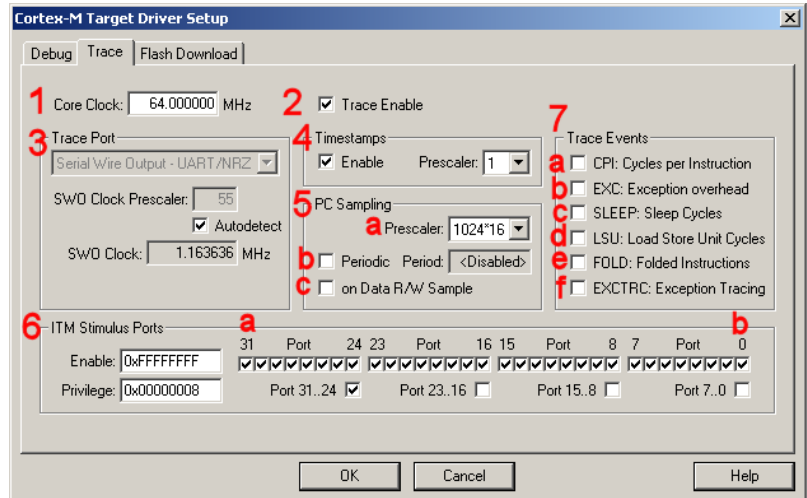 Cortex-M Target Driver Setup
Debug Trace Flash Download
1 Core Clock: 64.000000 MHz
2 Trace Enable
3 Trace Port
Serial Wire Output - UART/NRZ
SWO Clock Prescaler: 55
Autodetect
SWO Clock: 1.163636 MHz
4 Timestamps
Enable Prescaler: 1
5 PC Sampling
a Prescaler: 1024*16
b Periodic Period: <Disabled>
c on Data R/W Sample
7
Trace Events
a CPI: Cycles per Instruction
b EXC: Exception overhead
c SLEEP: Sleep Cycles
d LSU: Load Store Unit Cycles
e FOLD: Folded Instructions
f EXCTRC: Exception Tracing
6 ITM Stimulus Ports
a b
31 Port 24 23 Port 16 15 Port 8 7 Port 0
Enable: 0xFFFFFFFF
Privilege: 0x00000008 Port 31..24 Port 23..16 Port 15..8 Port 7..0
OK Cancel Help